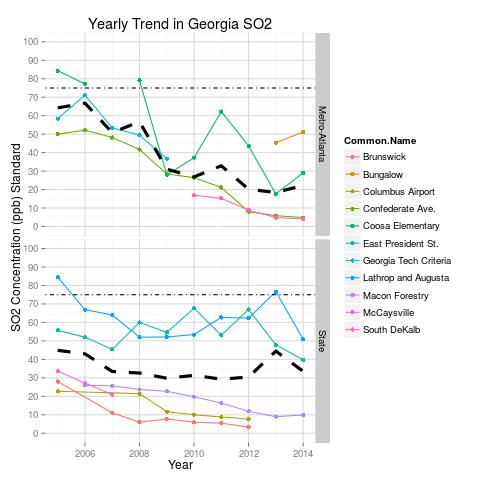 Yearly Trend in Georgia SO2
SO2 Concentration (ppb) Standard
100
90
80
70
60
50
40
30
20
10
0
Metro-Atlanta
100
90
80
70
60
50
40
30
20
10
0
State
2006
2008
2010
2012
2014
Year
Common.Name
Brunswick
Bungalow
Columbus Airport
Confederate Ave.
Coosa Elementary
East President St.
Georgia Tech Criteria
Lathrop and Augusta
Macon Forestry
McCaysville
South DeKalb